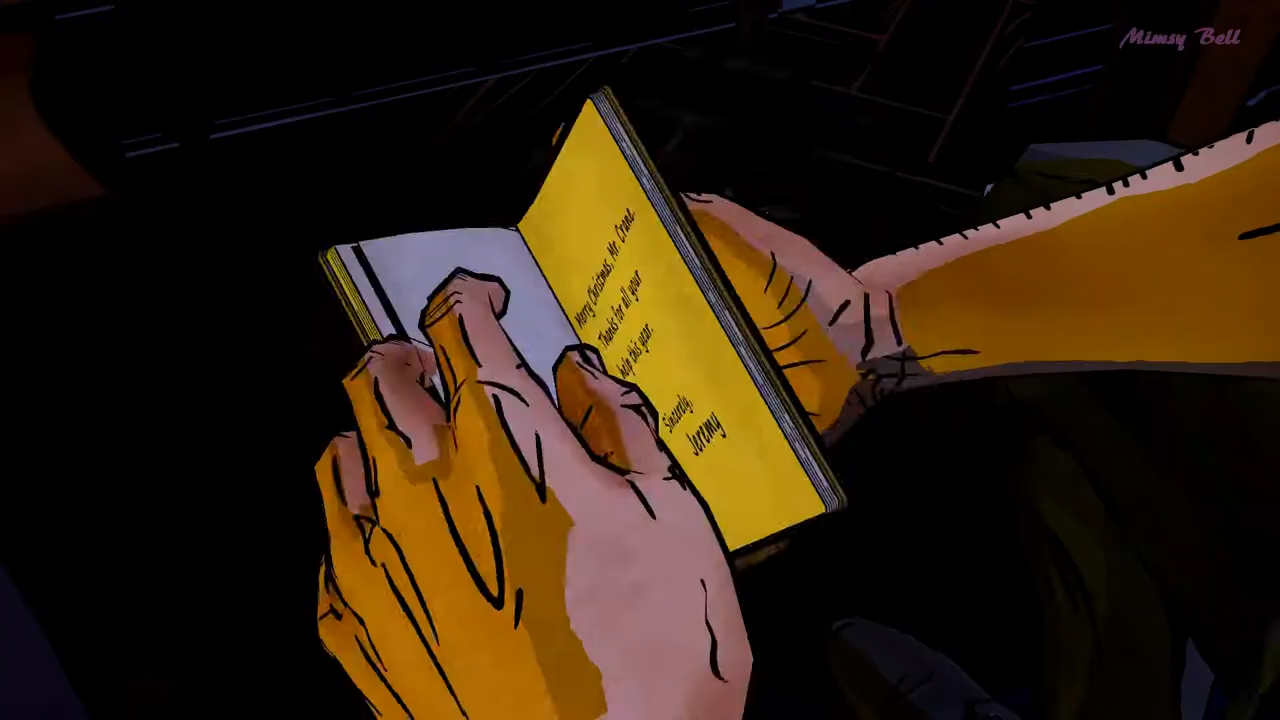 Mimsy Bell
Merry Christmas, Mr. Crane
Thanks for all your
help this year.
Sincerely,
Jeremy